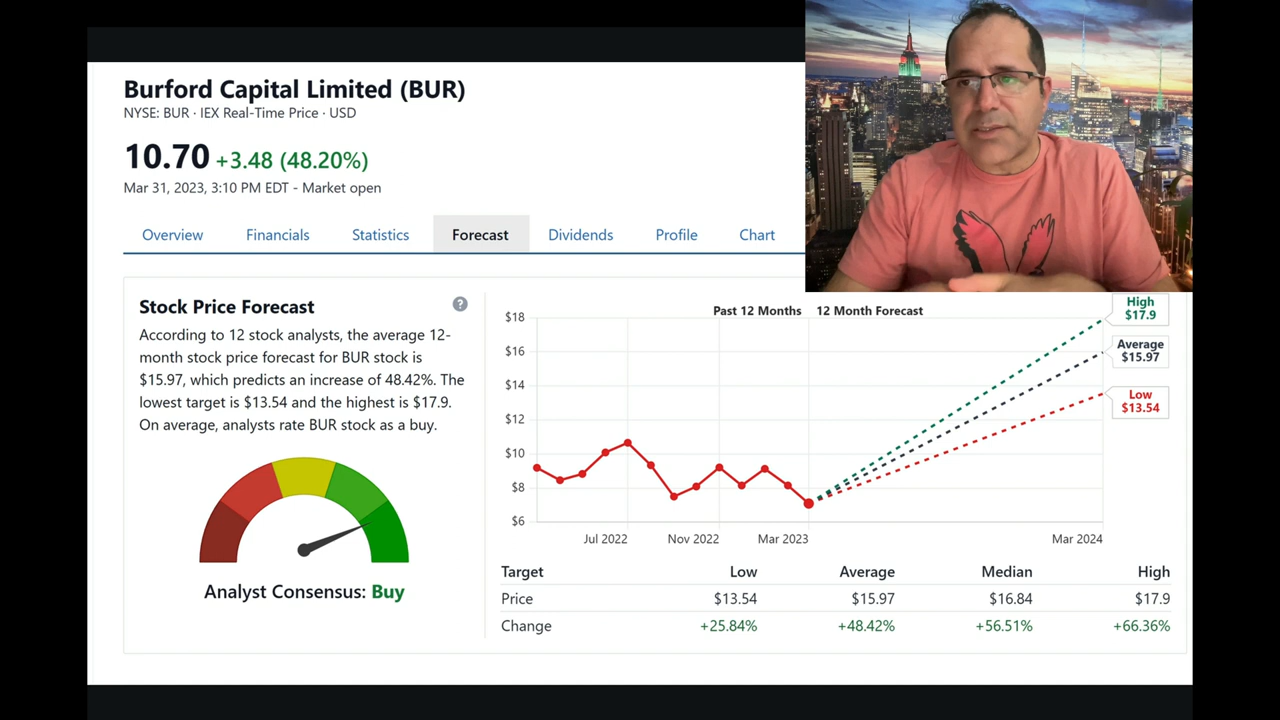 Burford Capital Limited (BUR)
NYSE: BUR · IEX Real-Time Price · USD
10.70 +3.48 (48.20%)
Mar 31, 2023, 3:10 PM EDT - Market open
Overview Financials Statistics Forecast Dividends Profile Chart
Stock Price Forecast ?
According to 12 stock analysts, the average 12-
month stock price forecast for BUR stock is
$15.97, which predicts an increase of 48.42%. The
lowest target is $13.54 and the highest is $17.9.
On average, analysts rate BUR stock as a buy.
Analyst Consensus: Buy
Past 12 Months 12 Month Forecast
$18
$16
$14
$12
$10
$8
$6
Jul 2022 Nov 2022 Mar 2023 Mar 2024
High
$17.9
Average
$15.97
Low
$13.54
Target Low Average Median High
Price $13.54 $15.97 $16.84 $17.9
Change +25.84% +48.42% +56.51% +66.36%